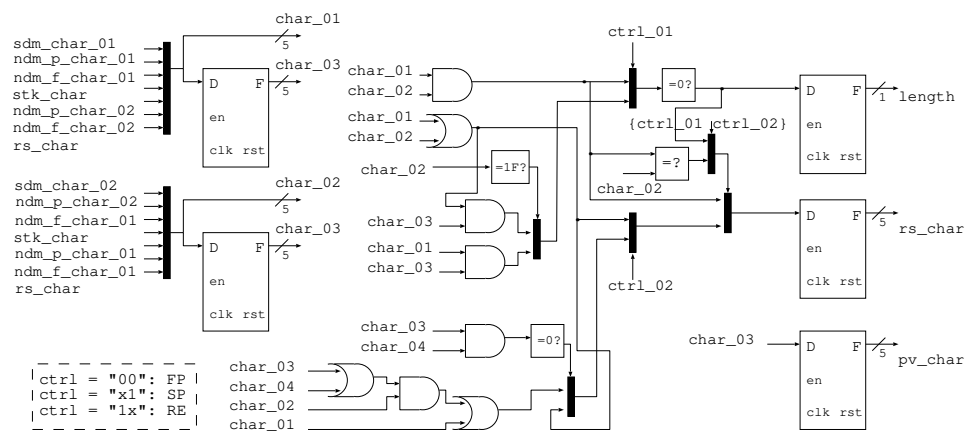 ctrl_01
char_01
5
sdm_char_01
ndm_p_char_01
ndm_f_char_01
stk_char
ndm_p_char_02
ndm_f_char_02
rs_char
D F
en
clk rst
char_03
5
char_01
char_02
char_01
char_02
=0?
{ctrl_01 ctrl_02}
D F
en
clk rst
1
length
char_02
=1F?
=?
char_02
sdm_char_02
ndm_p_char_02
ndm_f_char_01
stk_char
ndm_p_char_01
ndm_f_char_01
rs_char
char_02
5
D F
en
clk rst
char_03
5
char_03
char_01
char_03
ctrl_02
D F
en
clk rst
5
rs_char
char_03
char_04
=0?
char_03
D F
en
clk rst
5
pv_char
ctrl = "00": FP
ctrl = "x1": SP
ctrl = "1x": RE
char_03
char_04
char_02
char_01